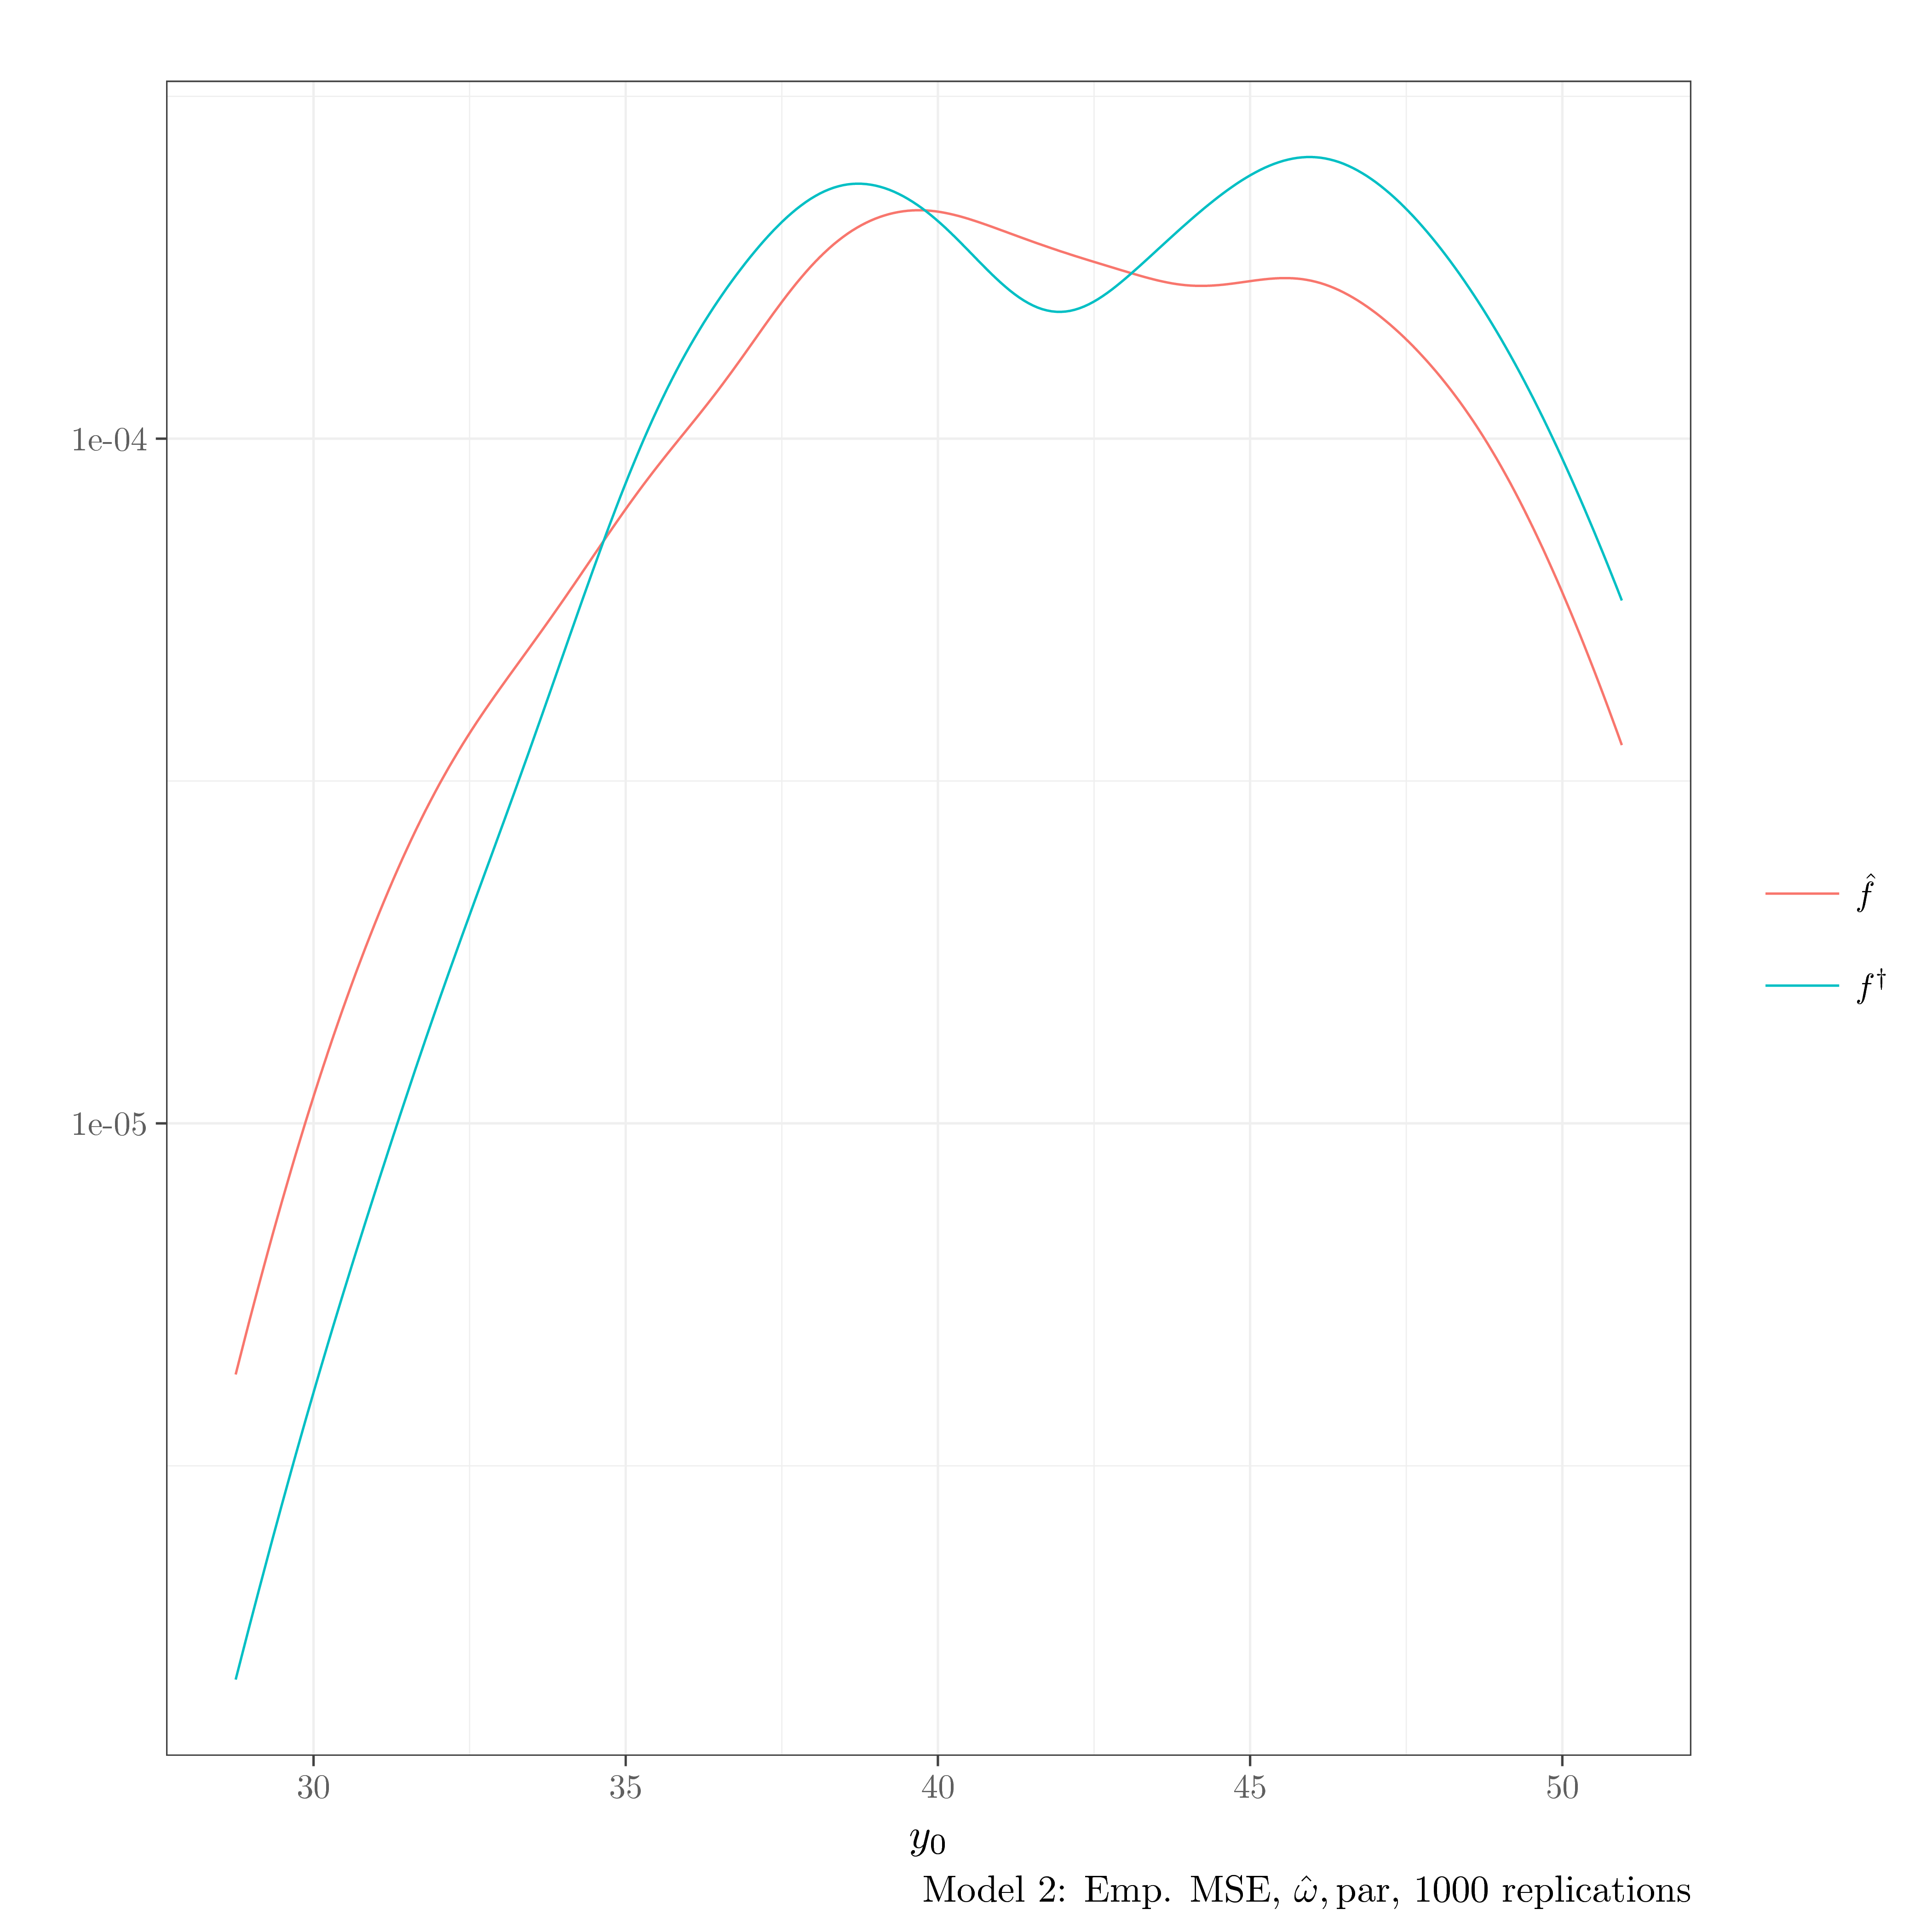 1e-04
1e-05
30 35 40 45 50
y₀
Model 2: Emp. MSE, ω̂, par, 1000 replications
f̂
f†